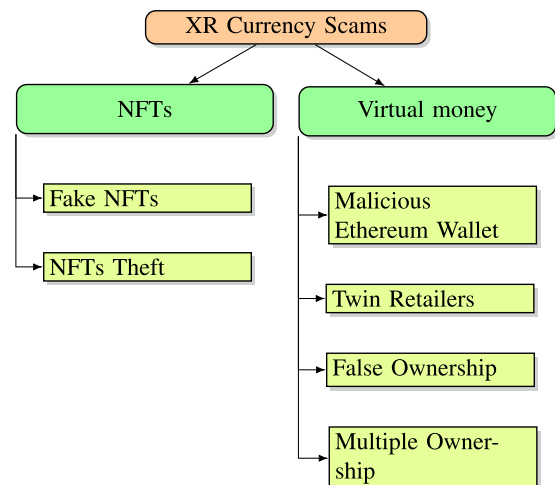 XR Currency Scams
NFTs
Virtual money
Fake NFTs
NFTs Theft
Malicious
Ethereum Wallet
Twin Retailers
False Ownership
Multiple Owner-
ship